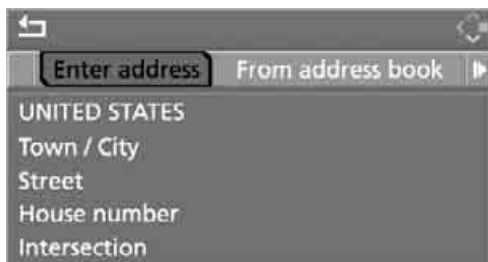 Enter address From address book
UNITED STATES
Town / City
Street
House number
Intersection